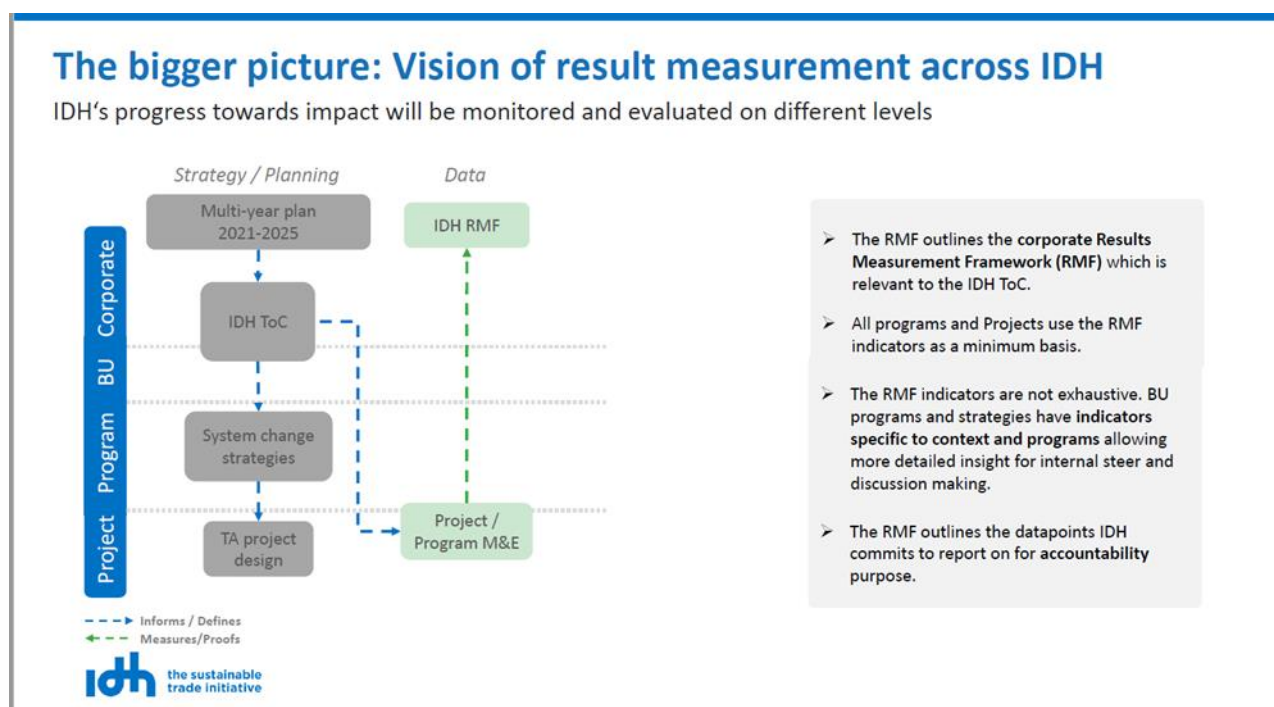 The bigger picture: Vision of result measurement across IDH
IDH‘s progress towards impact will be monitored and evaluated on different levels
Strategy / Planning
Data
Corporate
BU
Program
Project
Multi-year plan
2021-2025
IDH RMF
IDH ToC
System change
strategies
TA project
design
Project /
Program M&E
Informs / Defines
Measures/Proofs
➢ The RMF outlines the corporate Results
Measurement Framework (RMF) which is
relevant to the IDH ToC.
➢ All programs and Projects use the RMF
indicators as a minimum basis.
➢ The RMF indicators are not exhaustive. BU
programs and strategies have indicators
specific to context and programs allowing
more detailed insight for internal steer and
discussion making.
➢ The RMF outlines the datapoints IDH
commits to report on for accountability
purpose.
idh
the sustainable
trade initiative